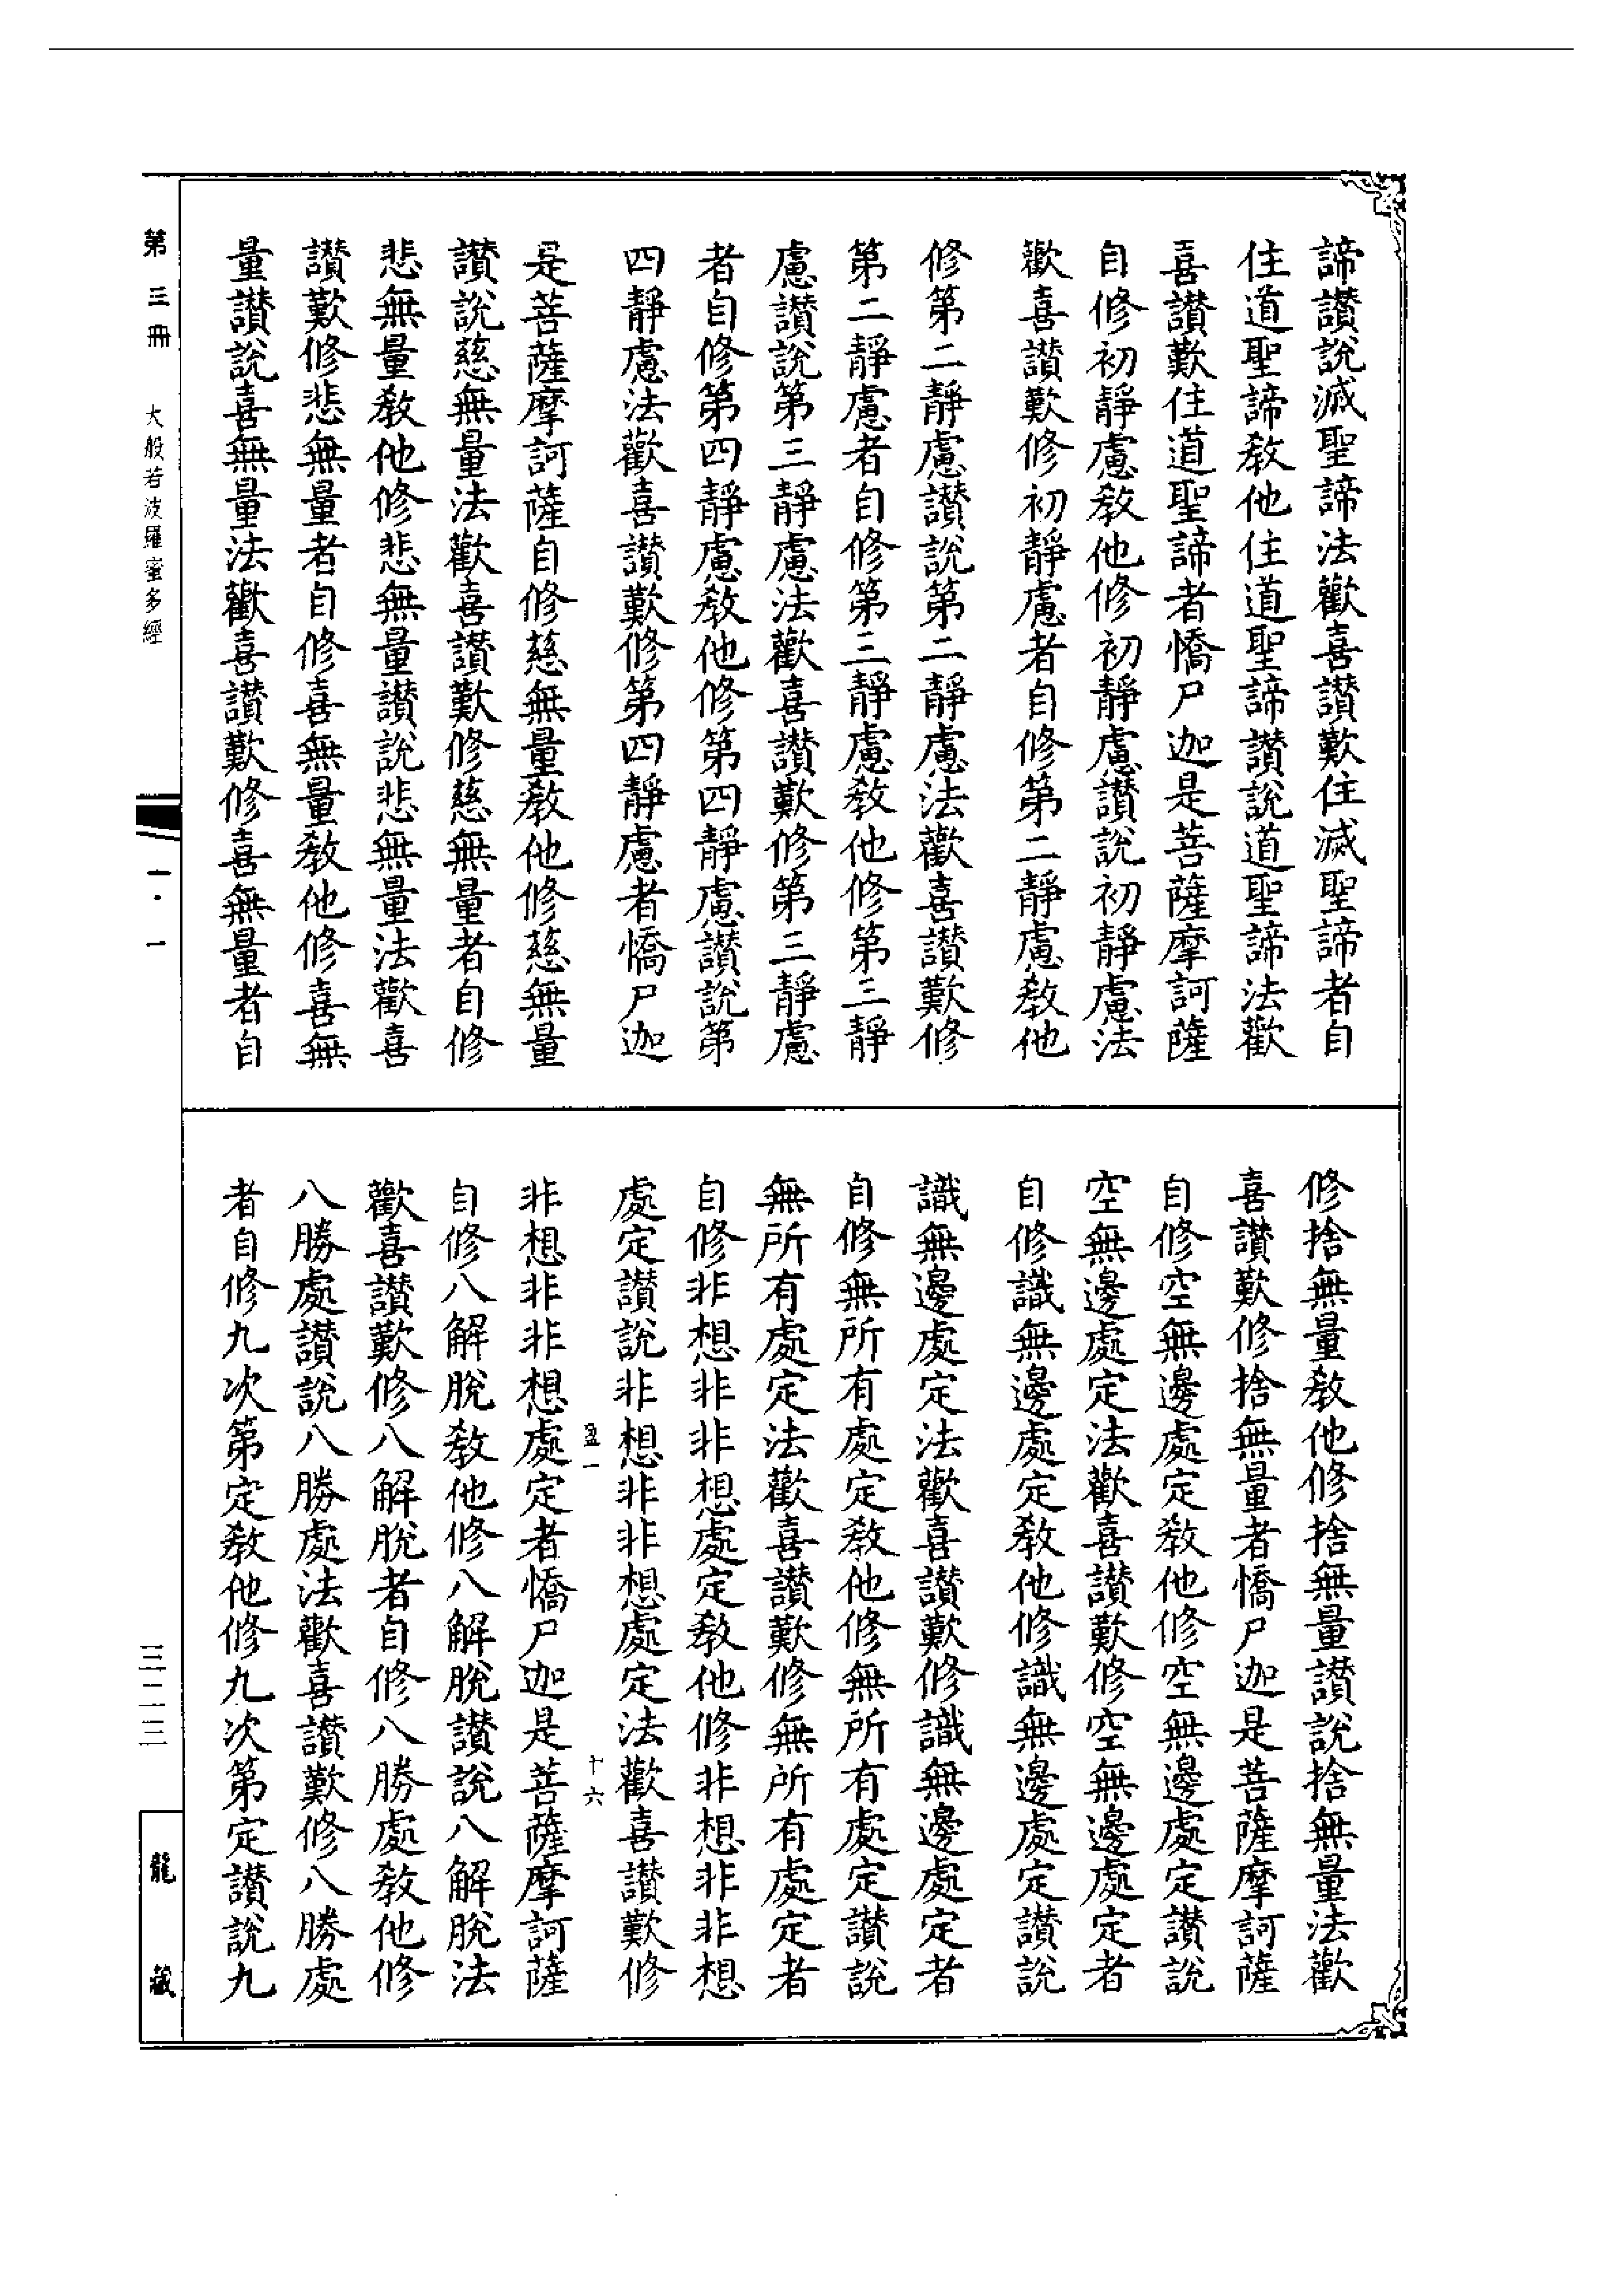 諦讚說滅聖諦法歡喜讚歎住滅聖諦者自
住道聖諦教他住道聖諦讚說道聖諦法歡
喜讚歎住道聖諦者憍尸迦是菩薩摩訶薩
自修初靜慮教他修初靜慮讚說初靜慮法
歡喜讚歎修初靜慮者自修第二靜慮教他
修第二靜慮讚說第二靜慮法歡喜讚歎修
第二靜慮者自修第三靜慮教他修第三靜
慮讚說第三靜慮法歡喜讚歎修第三靜慮
者自修第四靜慮教他修第四靜慮讚說第
四靜慮法歡喜讚歎修第四靜慮者憍尸迦
是菩薩摩訶薩自修慈無量教他修慈無量
讚說慈無量法歡喜讚歎修慈無量者自修
悲無量教他修悲無量讚說悲無量法歡喜
讚歎修悲無量者自修喜無量教他修喜無
量讚說喜無量法歡喜讚歎修喜無量者自
修捨無量教他修捨無量讚說捨無量法歡
喜讚歎修捨無量者憍尸迦是菩薩摩訶薩
自修空無邊處定教他修空無邊處定讚說
空無邊處定法歡喜讚歎修空無邊處定者
自修識無邊處定教他修識無邊處定讚說
識無邊處定法歡喜讚歎修識無邊處定者
自修無所有處定教他修無所有處定讚說
無所有處定法歡喜讚歎修無所有處定者
自修非想非非想處定教他修非想非非想
處定讚說非想非非想處定法歡喜讚歎修
盈一 十六
非想非非想處定者憍尸迦是菩薩摩訶薩
自修八解脫教他修八解脫讚說八解脫法
歡喜讚歎修八解脫者自修八勝處教他修
八勝處讚說八勝處法歡喜讚歎修八勝處
者自修九次第定教他修九次第定讚說九
第三冊 大般若波羅蜜多經 一·一 三二三 龍藏